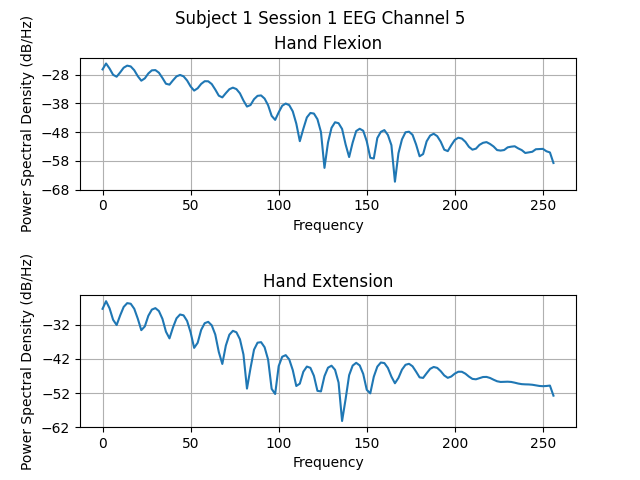 Subject 1 Session 1 EEG Channel 5
Hand Flexion
Power Spectral Density (dB/Hz)
−28
−38
−48
−58
−68
0 50 100 150 200 250
Frequency
Hand Extension
Power Spectral Density (dB/Hz)
−32
−42
−52
−62
0 50 100 150 200 250
Frequency